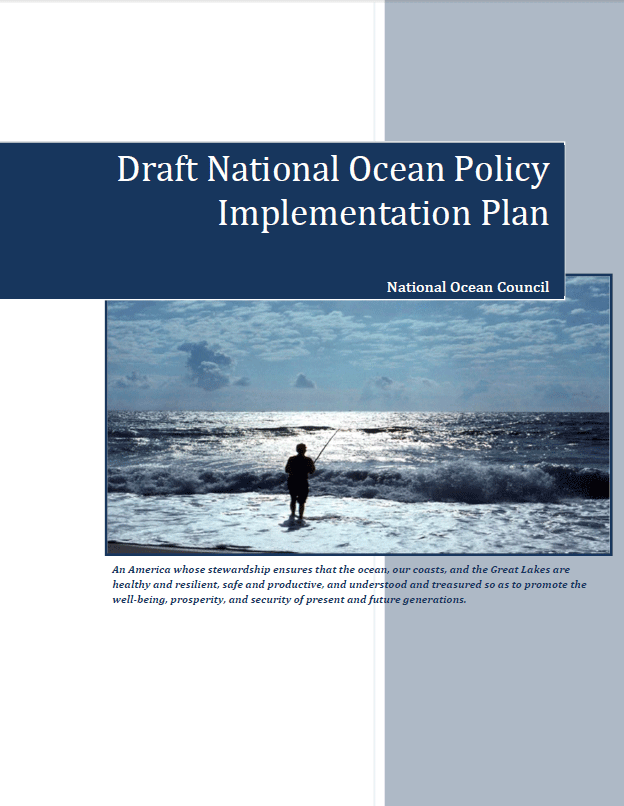 Draft National Ocean Policy
Implementation Plan
National Ocean Council
An America whose stewardship ensures that the ocean, our coasts, and the Great Lakes are
healthy and resilient, safe and productive, and understood and treasured so as to promote the
well-being, prosperity, and security of present and future generations.